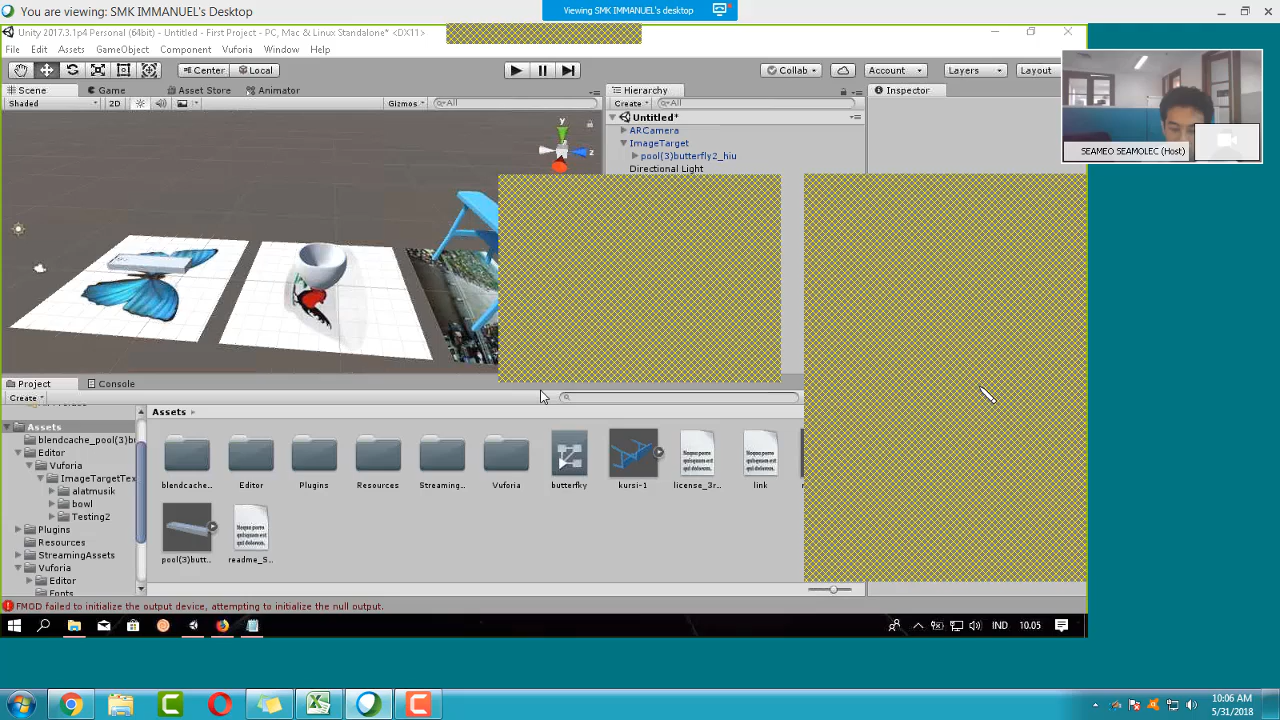 You are viewing: SMK IMMANUEL's Desktop
Viewing SMK IMMANUEL's desktop
Unity 2017.3.1p4 Personal (64bit) - Untitled - First Project - PC, Mac & Linux Standalone* <DX11>
File Edit Assets GameObject Component Vuforia Window Help
Center Local Collab Account Layers Layout
Scene Game Asset Store Animator Hierarchy Inspector
Shaded 2D Gizmos All Create All
Untitled*
ARCamera
ImageTarget
pool(3)butterfly2_hiu
Directional Light
y
z
SEAMEO SEAMOLEC (Host)
Project Console
Create
Assets
Assets
blendcache_pool(3)b
Editor
Vuforia
ImageTargetTex
alatmusik
bowl
Testing2
Plugins
Resources
StreamingAssets
Vuforia
Editor
Fonts
blendcache.. Editor Plugins Resources Streaming.. Vuforia butterfky kursi-1 license_3r.. link
pool(3)butt.. readme_S..
FMOD failed to initialize the output device, attempting to initialize the null output.
IND 10.05
10:06 AM
5/31/2018